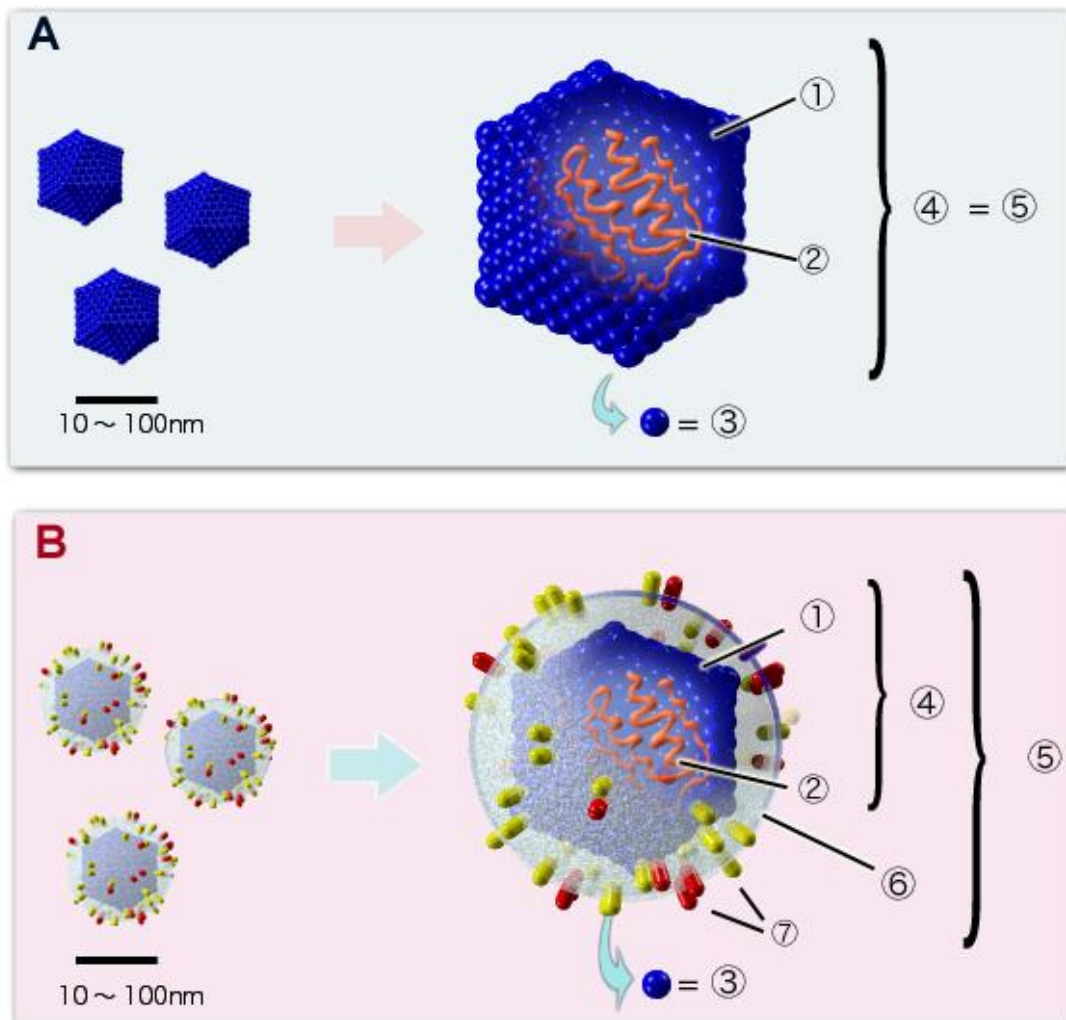 A
①
④ = ⑤
②
10～100nm
= ③
B
①
④
⑤
②
⑥
⑦
10～100nm
= ③